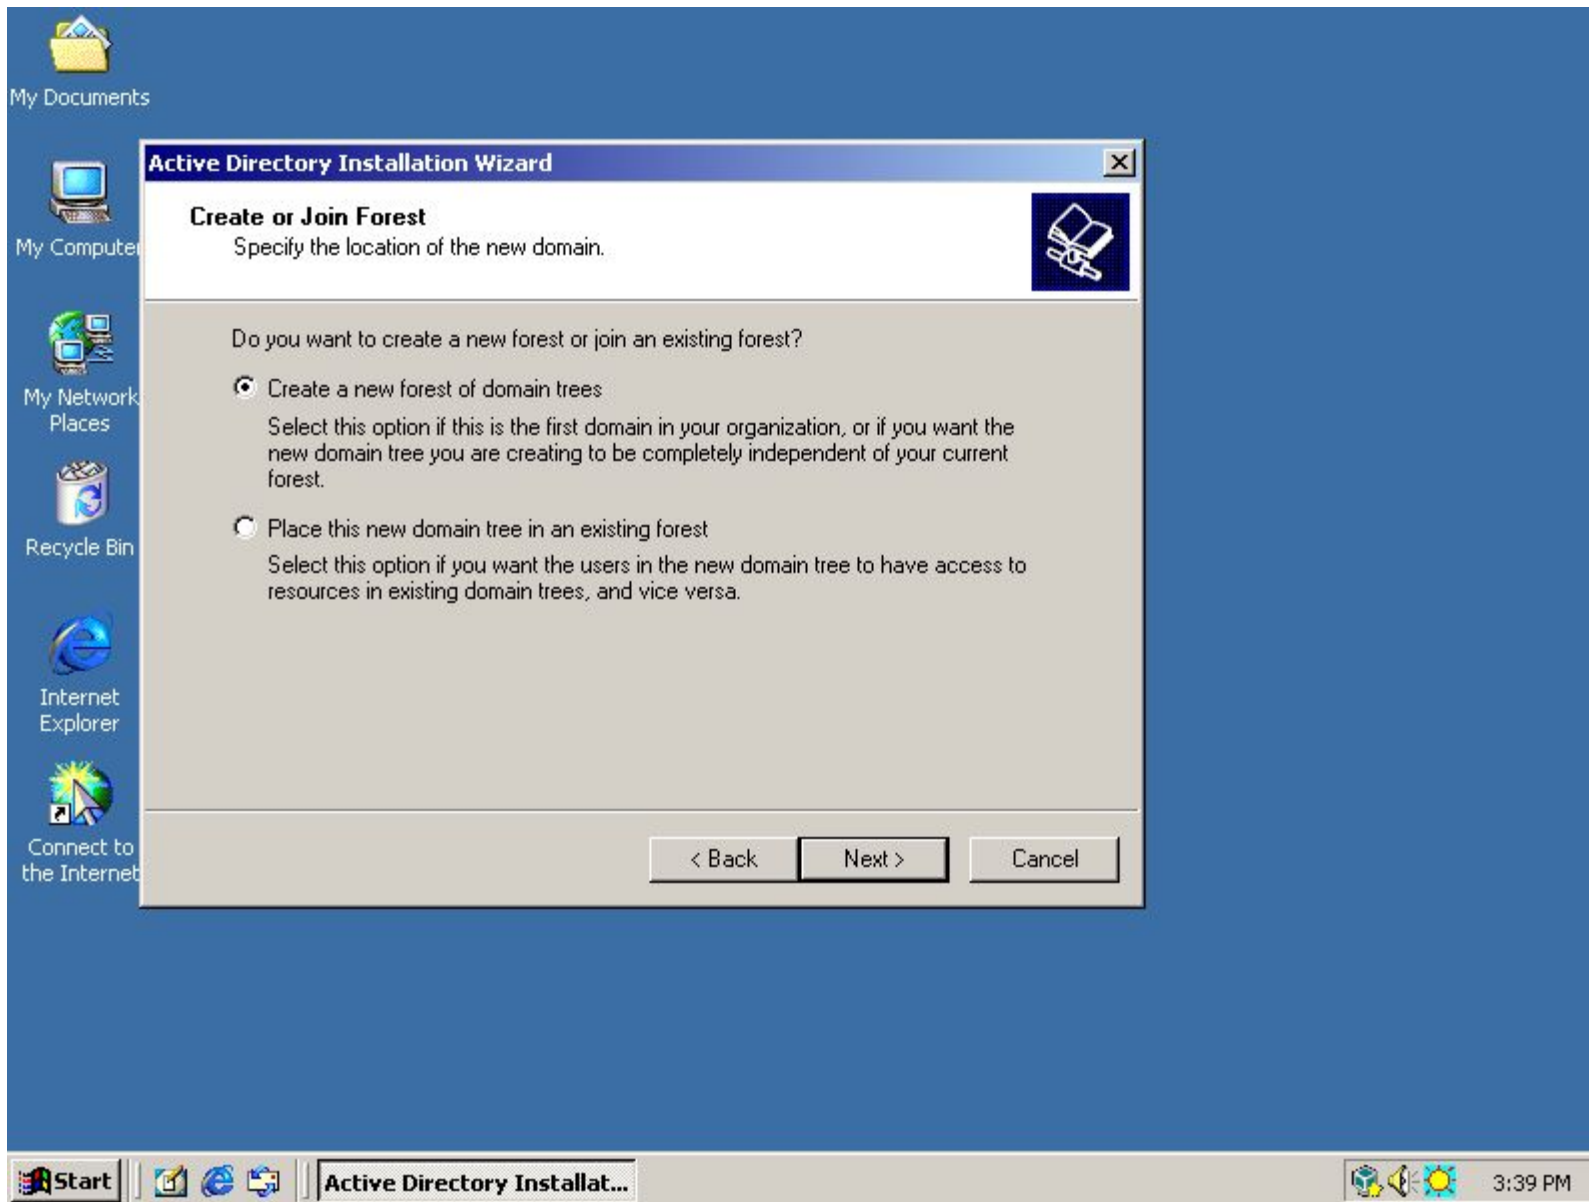 My Documents
My Computer
My Network
Places
Recycle Bin
Internet
Explorer
Connect to
the Internet
Active Directory Installation Wizard
Create or Join Forest
Specify the location of the new domain.
Do you want to create a new forest or join an existing forest?
Create a new forest of domain trees
Select this option if this is the first domain in your organization, or if you want the
new domain tree you are creating to be completely independent of your current
forest.
Place this new domain tree in an existing forest
Select this option if you want the users in the new domain tree to have access to
resources in existing domain trees, and vice versa.
< Back
Next >
Cancel
Start
Active Directory Installat...
3:39 PM